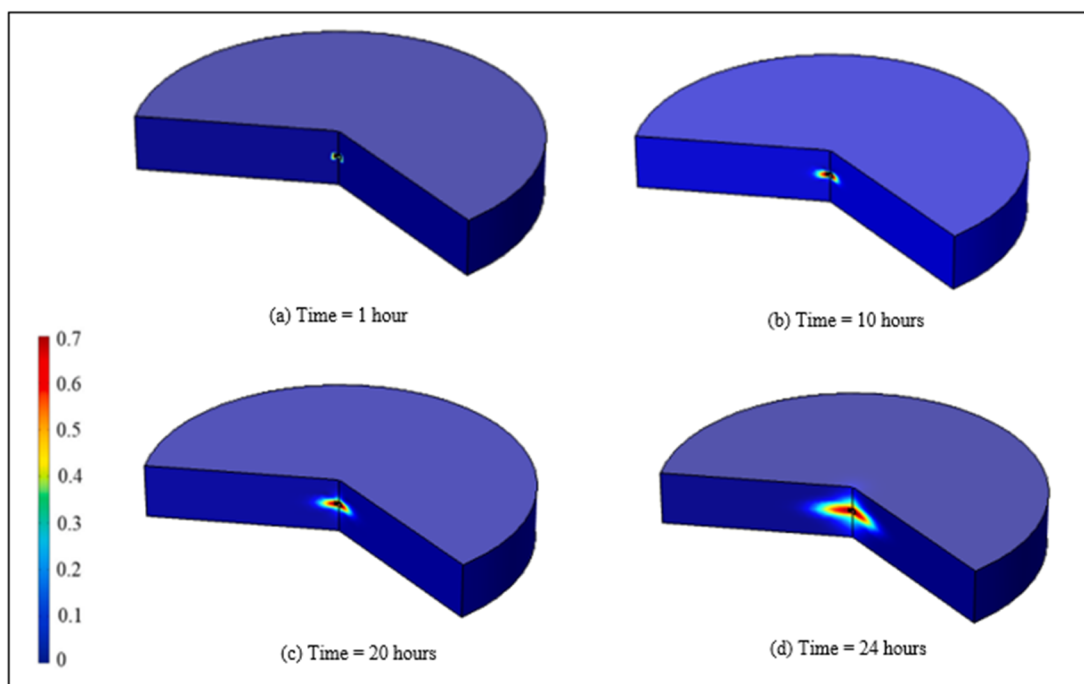 (a) Time = 1 hour
(b) Time = 10 hours
0.7
0.6
0.5
0.4
0.3
0.2
0.1
0
(c) Time = 20 hours
(d) Time = 24 hours